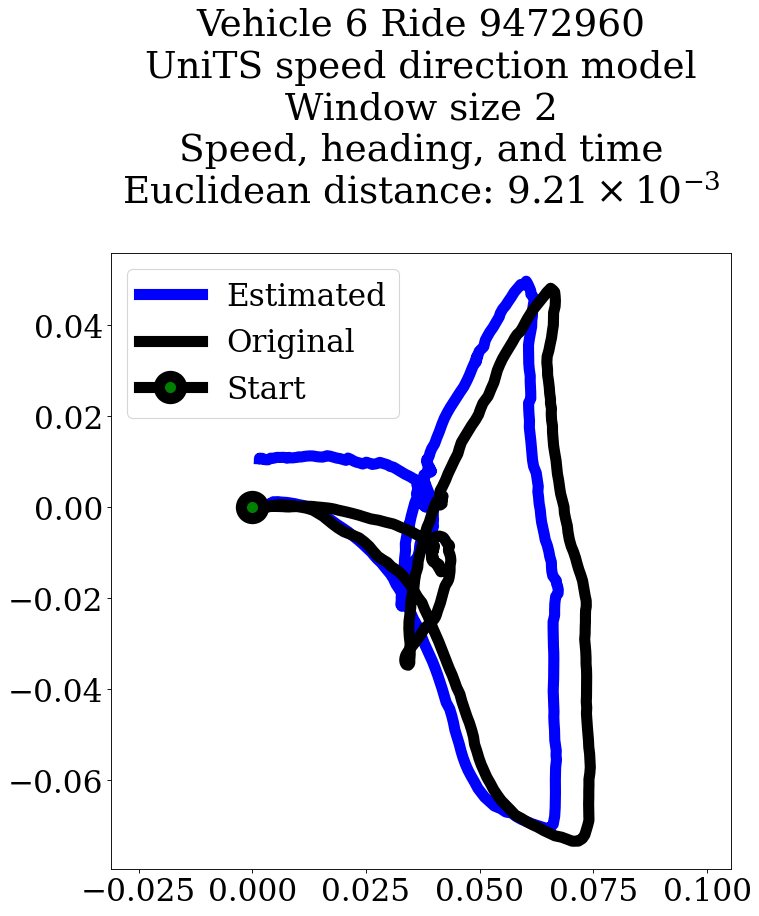 Vehicle 6 Ride 9472960
UniTS speed direction model
Window size 2
Speed, heading, and time
Euclidean distance: 9.21 × 10⁻³
Estimated
Original
Start
0.04
0.02
0.00
−0.02
−0.04
−0.06
−0.025 0.000 0.025 0.050 0.075 0.100